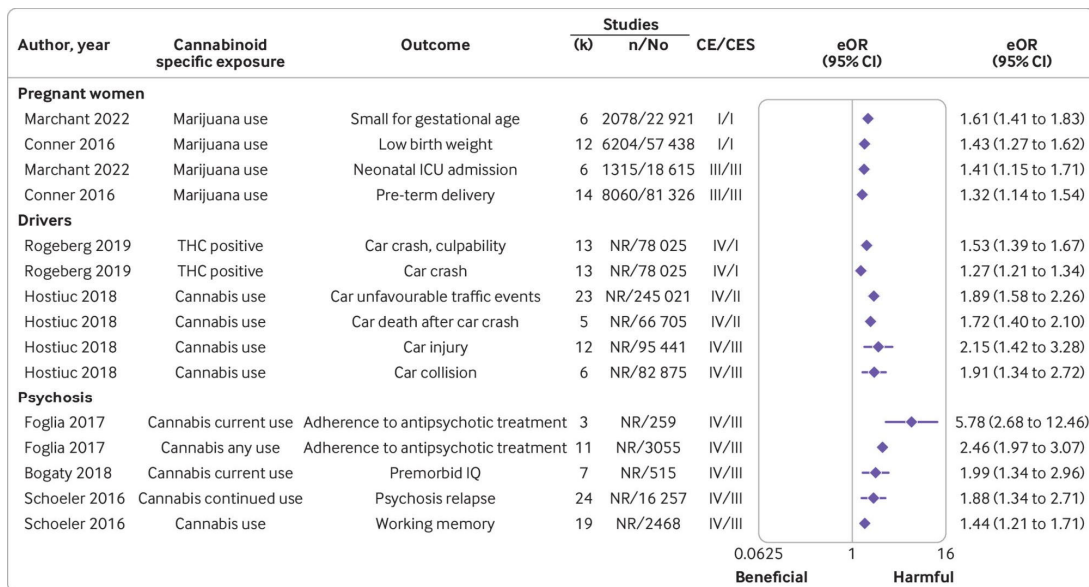 Studies
Author, year Cannabinoid specific exposure Outcome (k) n/No CE/CES eOR (95% CI) eOR (95% CI)
Pregnant women
Marchant 2022 Marijuana use Small for gestational age 6 2078/22 921 I/I 1.61 (1.41 to 1.83)
Conner 2016 Marijuana use Low birth weight 12 6204/57 438 I/I 1.43 (1.27 to 1.62)
Marchant 2022 Marijuana use Neonatal ICU admission 6 1315/18 615 III/III 1.41 (1.15 to 1.71)
Conner 2016 Marijuana use Pre-term delivery 14 8060/81 326 III/III 1.32 (1.14 to 1.54)
Drivers
Rogeberg 2019 THC positive Car crash, culpability 13 NR/78 025 IV/I 1.53 (1.39 to 1.67)
Rogeberg 2019 THC positive Car crash 13 NR/78 025 IV/I 1.27 (1.21 to 1.34)
Hostiuc 2018 Cannabis use Car unfavourable traffic events 23 NR/245 021 IV/II 1.89 (1.58 to 2.26)
Hostiuc 2018 Cannabis use Car death after car crash 5 NR/66 705 IV/II 1.72 (1.40 to 2.10)
Hostiuc 2018 Cannabis use Car injury 12 NR/95 441 IV/III 2.15 (1.42 to 3.28)
Hostiuc 2018 Cannabis use Car collision 6 NR/82 875 IV/III 1.91 (1.34 to 2.72)
Psychosis
Foglia 2017 Cannabis current use Adherence to antipsychotic treatment 3 NR/259 IV/III 5.78 (2.68 to 12.46)
Foglia 2017 Cannabis any use Adherence to antipsychotic treatment 11 NR/3055 IV/III 2.46 (1.97 to 3.07)
Bogaty 2018 Cannabis current use Premorbid IQ 7 NR/515 IV/III 1.99 (1.34 to 2.96)
Schoeler 2016 Cannabis continued use Psychosis relapse 24 NR/16 257 IV/III 1.88 (1.34 to 2.71)
Schoeler 2016 Cannabis use Working memory 19 NR/2468 IV/III 1.44 (1.21 to 1.71)
0.0625 1 16
Beneficial Harmful